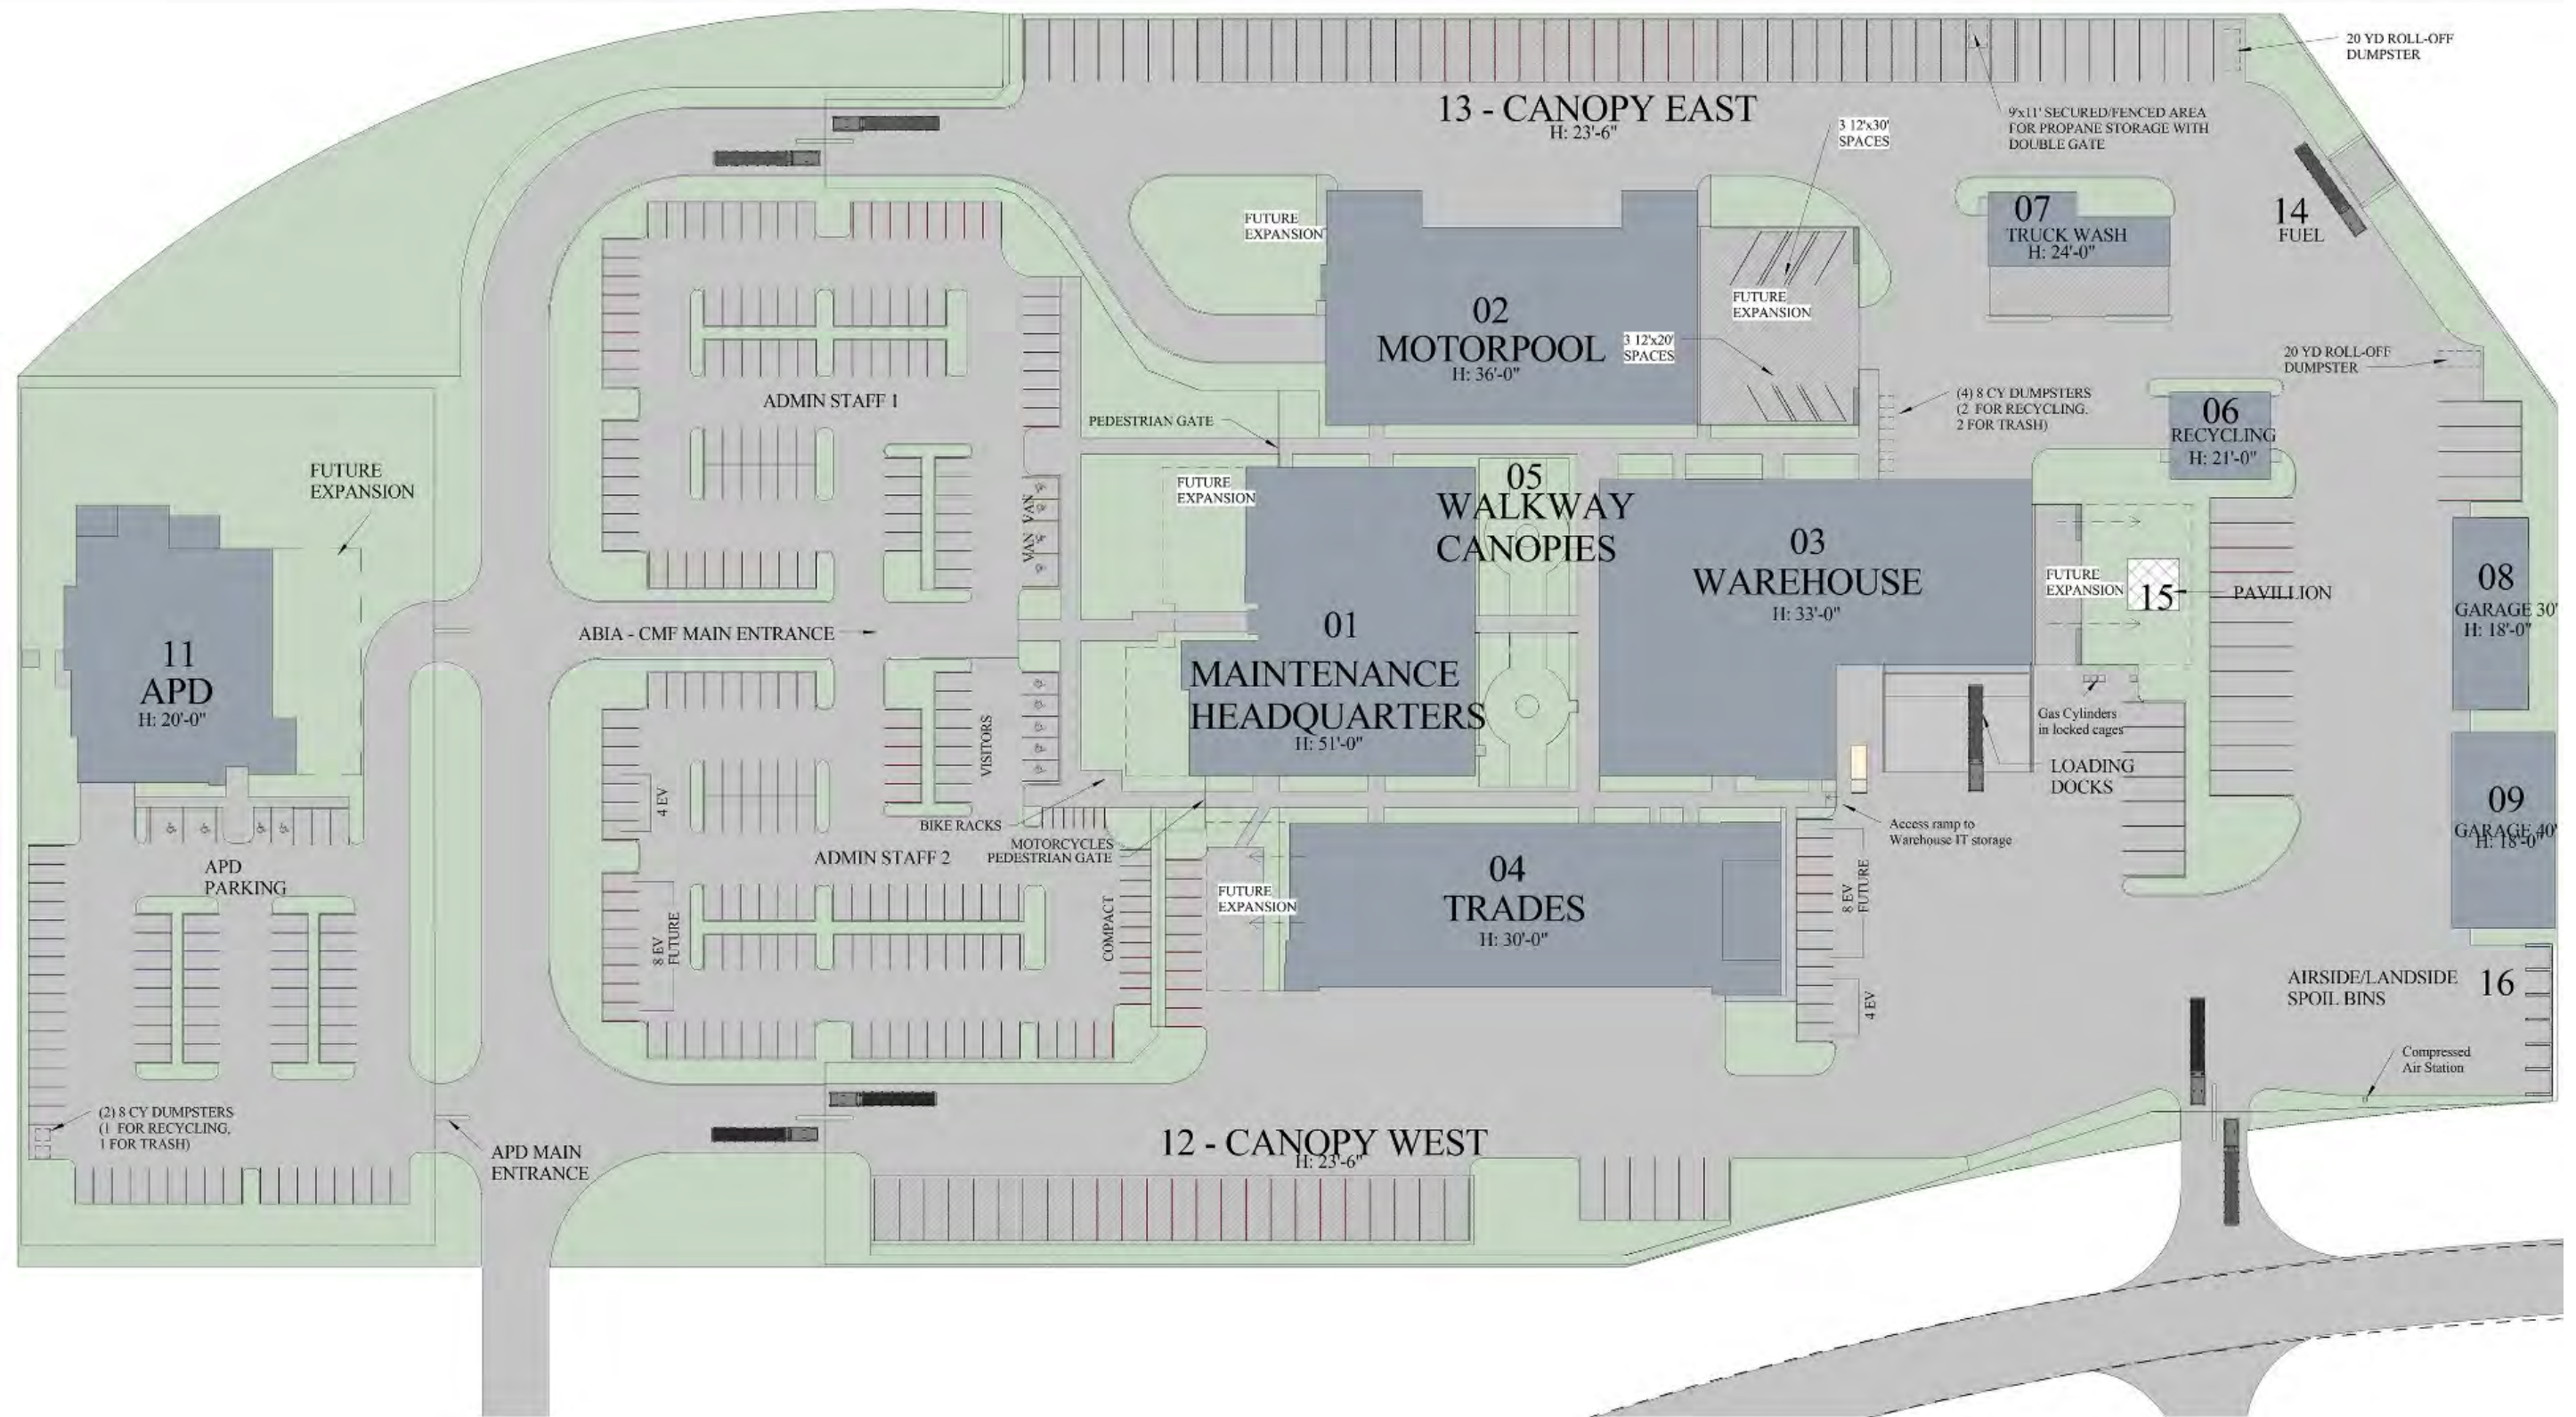 20 YD ROLL-OFF
DUMPSTER
13 - CANOPY EAST
H: 23'-6"
3 12'x30'
SPACES
9'x11' SECURED/FENCED AREA
FOR PROPANE STORAGE WITH
DOUBLE GATE
FUTURE
EXPANSION
07
TRUCK WASH
H: 24'-0"
14
FUEL
02
MOTORPOOL
H: 36'-0"
FUTURE
EXPANSION
3 12'x20'
SPACES
20 YD ROLL-OFF
DUMPSTER
ADMIN STAFF 1
PEDESTRIAN GATE
(4) 8 CY DUMPSTERS
(2 FOR RECYCLING,
2 FOR TRASH)
06
RECYCLING
H: 21'-0"
FUTURE
EXPANSION
FUTURE
EXPANSION
05
WALKWAY
CANOPIES
VAN VAN
03
WAREHOUSE
H: 33'-0"
FUTURE
EXPANSION
15
PAVILLION
08
GARAGE 30'
H: 18'-0"
ABIA - CMF MAIN ENTRANCE
01
MAINTENANCE
HEADQUARTERS
H: 51'-0"
11
APD
H: 20'-0"
VISITORS
Gas Cylinders
in locked cages
LOADING
DOCKS
4 EV
09
GARAGE 40'
H: 18'-0"
BIKE RACKS
MOTORCYCLES
PEDESTRIAN GATE
Access ramp to
Warehouse IT storage
ADMIN STAFF 2
APD
PARKING
04
TRADES
H: 30'-0"
FUTURE
EXPANSION
8 EV
FUTURE
COMPACT
8 EV
FUTURE
4 EV
AIRSIDE/LANDSIDE
SPOIL BINS
16
Compressed
Air Station
(2) 8 CY DUMPSTERS
(1 FOR RECYCLING,
1 FOR TRASH)
APD MAIN
ENTRANCE
12 - CANOPY WEST
H: 23'-6"